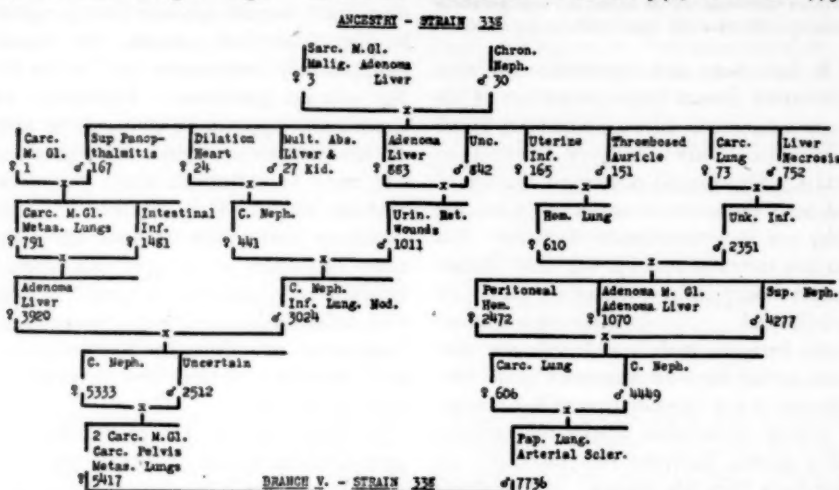 ANCESTRY - STRAIN 338
Sarc. M.Gl. Chron.
Malig. Adenoma Neph.
♀ 3 Liver ♂ 30
x
Carc. Sup Panop- Dilation Mult. Abs. Adenoma Unc. Uterine Thrombosed Carc. Liver
M. Gl. thalmitis Heart Liver & Liver Inf. Auricle Lung Necrosis
♀ 1 ♂ 167 ♀ 24 ♂ 27 Kid. ♀ 883 ♂ 842 ♀ 165 ♂ 151 ♀ 73 ♂ 752
x x x x x
Carc. M.Gl. Intestinal C. Neph. Urin. Ret. Hem. Lung Unk. Inf.
Metas. Lungs Inf. Wounds
♀ 791 ♂ 1481 ♀ 441 ♂ 1011 ♀ 610 ♂ 2351
x x x
Adenoma C. Neph. Peritoneal Adenoma M. Gl. Sup. Neph.
Liver Inf. Lung. Nod. Hem. Adenoma Liver
♀ 3920 ♂ 3024 ♀ 2472 ♀ 1070 ♂ 4277
x x
C. Neph. Uncertain Carc. Lung C. Neph.
♀ 5333 ♂ 2512 ♀ 606 ♂ 4449
x x
2 Carc. M.Gl. Pap. Lung.
Carc. Pelvis Arterial Scler.
Metas. Lungs
♀ 5417 BRANCH V. - STRAIN 338 ♂ 7736